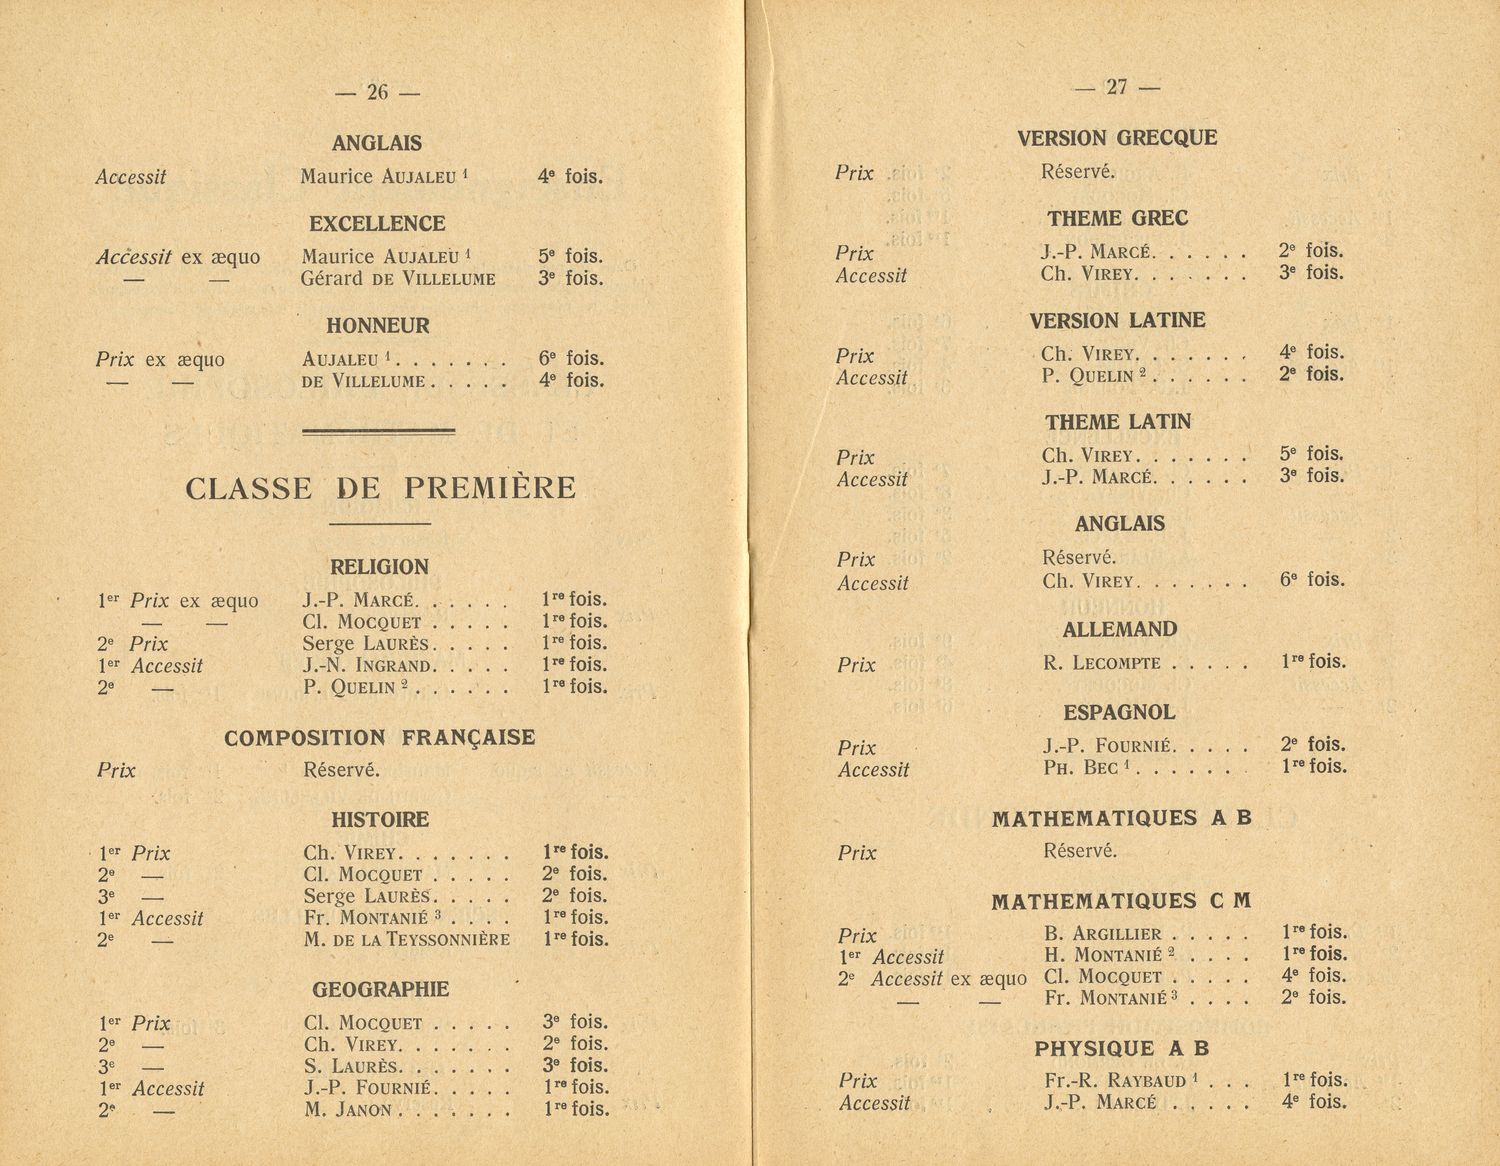 — 26 —
ANGLAIS
Accessit Maurice AUJALEU 1 4e fois.
EXCELLENCE
Accessit ex æquo Maurice AUJALEU 1 5e fois.
— — Gérard DE VILLELUME 3e fois.
HONNEUR
Prix ex æquo AUJALEU 1. . . . . . . 6e fois.
— — DE VILLELUME . . . . . 4e fois.
CLASSE DE PREMIÈRE
RELIGION
1er Prix ex æquo J.-P. MARCÉ. . . . . . 1re fois.
— — Cl. MOCQUET . . . . . 1re fois.
2e Prix Serge LAURÈS. . . . . 1re fois.
1er Accessit J.-N. INGRAND. . . . . 1re fois.
2e — P. QUELIN 2 . . . . . . 1re fois.
COMPOSITION FRANÇAISE
Prix Réservé.
HISTOIRE
1er Prix Ch. VIREY. . . . . . . 1re fois.
2e — Cl. MOCQUET . . . . . 2e fois.
3e — Serge LAURÈS. . . . . 2e fois.
1er Accessit Fr. MONTANIÉ 3 . . . . 1re fois.
2e — M. DE LA TEYSSONNIÈRE 1re fois.
GEOGRAPHIE
1er Prix Cl. MOCQUET . . . . . 3e fois.
2e — Ch. VIREY. . . . . . . 2e fois.
3e — S. LAURÈS. . . . . . . 3e fois.
1er Accessit J.-P. FOURNIÉ. . . . . 1re fois.
2e — M. JANON . . . . . . . 1re fois.
— 27 —
VERSION GRECQUE
Prix Réservé.
THEME GREC
Prix J.-P. MARCÉ. . . . . . 2e fois.
Accessit Ch. VIREY. . . . . . . 3e fois.
VERSION LATINE
Prix Ch. VIREY. . . . . . . 4e fois.
Accessit P. QUELIN 2 . . . . . . 2e fois.
THEME LATIN
Prix Ch. VIREY. . . . . . . 5e fois.
Accessit J.-P. MARCÉ. . . . . . 3e fois.
ANGLAIS
Prix Réservé.
Accessit Ch. VIREY. . . . . . . 6e fois.
ALLEMAND
Prix R. LECOMPTE . . . . . 1re fois.
ESPAGNOL
Prix J.-P. FOURNIÉ. . . . . 2e fois.
Accessit PH. BEC 1 . . . . . . . 1re fois.
MATHEMATIQUES A B
Prix Réservé.
MATHEMATIQUES C M
Prix B. ARGILLIER . . . . . 1re fois.
1er Accessit H. MONTANIÉ 2 . . . . 1re fois.
2e Accessit ex æquo Cl. MOCQUET . . . . . 4e fois.
— — Fr. MONTANIÉ 3 . . . . 2e fois.
PHYSIQUE A B
Prix Fr.-R. RAYBAUD 1 . . . 1re fois.
Accessit J.-P. MARCÉ . . . . . 4e fois.